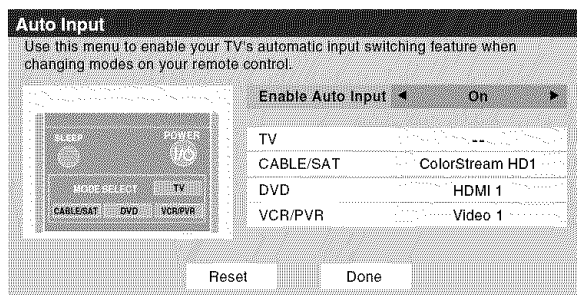 Auto Input
Use this menu to enable your TV's automatic input switching feature when
changing modes on your remote control.
Enable Auto Input ◄ On ►
SLEEP POWER
I/O
MODE SELECT TV
CABLE/SAT DVD VCR/PVR
TV --
CABLE/SAT ColorStream HD1
DVD HDMI 1
VCR/PVR Video 1
Reset Done